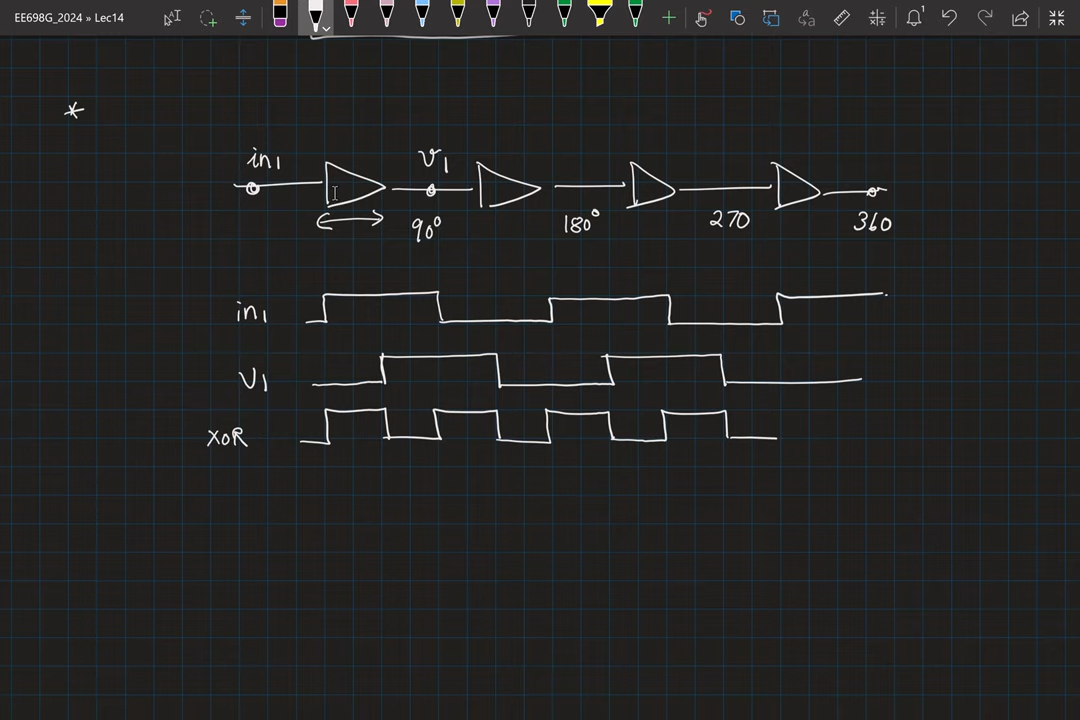 EE698G_2024 » Lec14
*
in1 V1
90° 180° 270 360
in1
V1
XOR